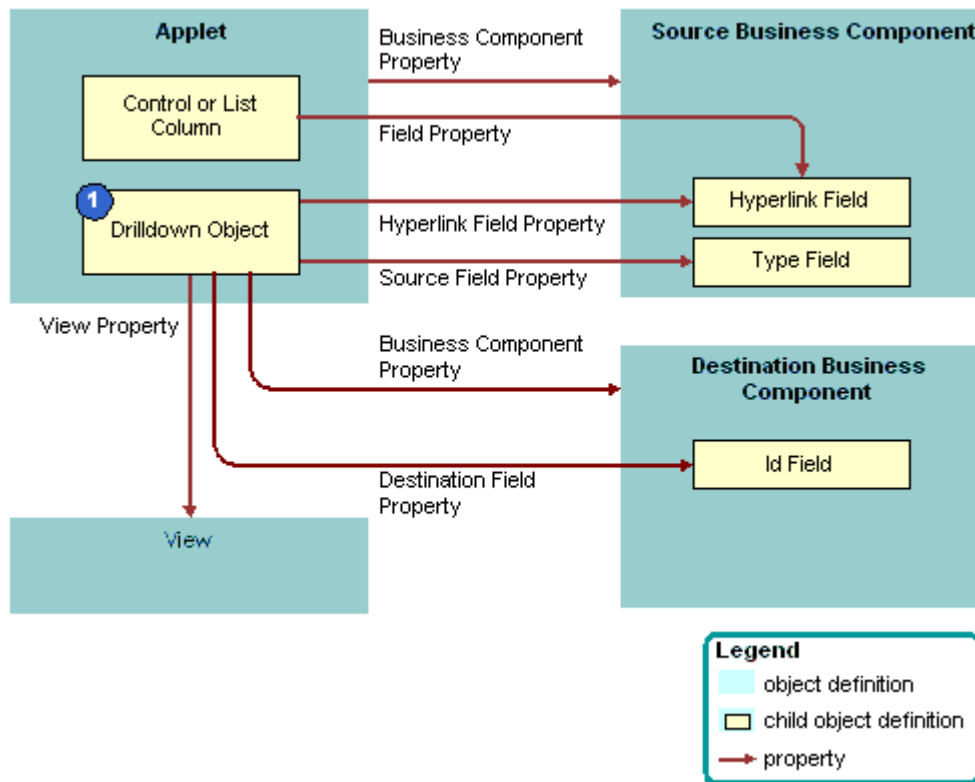 Applet
Control or List
Column
1
Drilldown Object
View Property
View
Business Component
Property
Field Property
Hyperlink Field Property
Source Field Property
Business Component
Property
Destination Field
Property
Source Business Component
Hyperlink Field
Type Field
Destination Business
Component
Id Field
Legend
object definition
child object definition
property